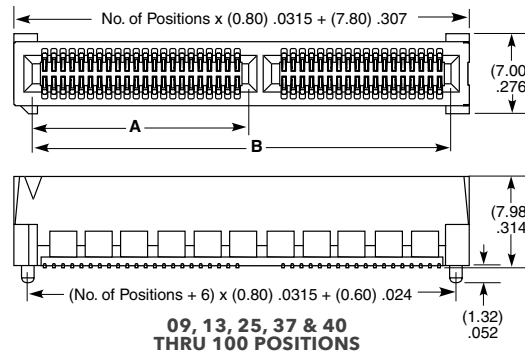 No. of Positions x (0.80) .0315 + (7.80) .307
(7.00)
.276
A
B
(7.98)
.314
(No. of Positions + 6) x (0.80) .0315 + (0.60) .024
(1.32)
.052
09, 13, 25, 37 & 40
THRU 100 POSITIONS